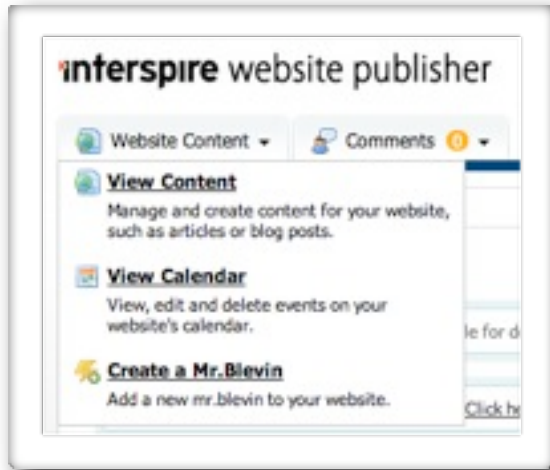 interspire website publisher
Website Content Comments 0
View Content
Manage and create content for your website,
such as articles or blog posts.
View Calendar
View, edit and delete events on your
website's calendar.
le for d
Create a Mr.Blevin
Add a new mr.blevin to your website.
Click he